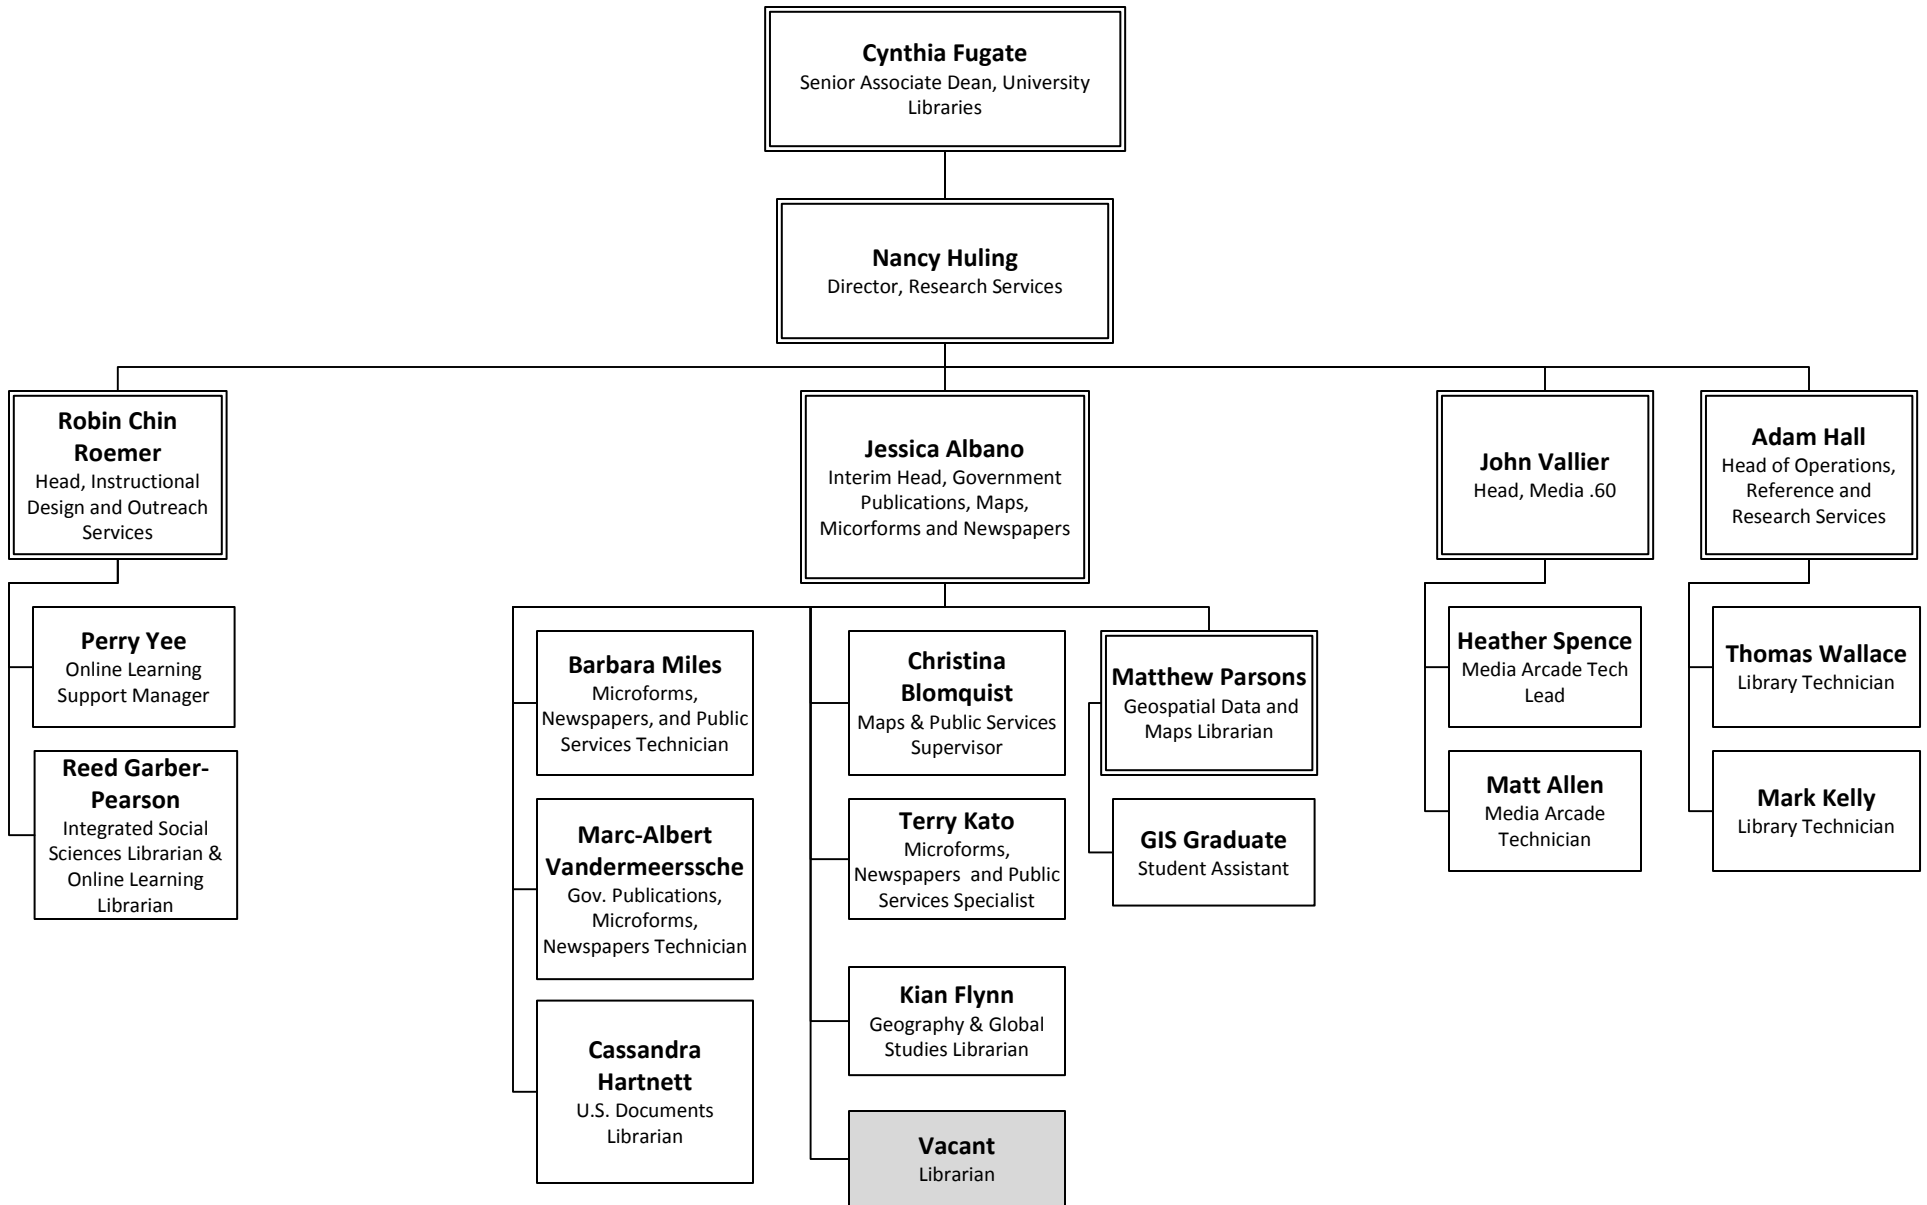 Cynthia Fugate
Senior Associate Dean, University
Libraries
Nancy Huling
Director, Research Services
Robin Chin
Roemer
Head, Instructional
Design and Outreach
Services
Jessica Albano
Interim Head, Government
Publications, Maps,
Micorforms and Newspapers
John Vallier
Head, Media .60
Adam Hall
Head of Operations,
Reference and
Research Services
Perry Yee
Online Learning
Support Manager
Reed Garber-
Pearson
Integrated Social
Sciences Librarian &
Online Learning
Librarian
Barbara Miles
Microforms,
Newspapers, and Public
Services Technician
Marc-Albert
Vandermeerssche
Gov. Publications,
Microforms,
Newspapers Technician
Cassandra
Hartnett
U.S. Documents
Librarian
Christina
Blomquist
Maps & Public Services
Supervisor
Terry Kato
Microforms,
Newspapers  and Public
Services Specialist
Kian Flynn
Geography & Global
Studies Librarian
Vacant
Librarian
Matthew Parsons
Geospatial Data and
Maps Librarian
GIS Graduate
Student Assistant
Heather Spence
Media Arcade Tech
Lead
Matt Allen
Media Arcade
Technician
Thomas Wallace
Library Technician
Mark Kelly
Library Technician